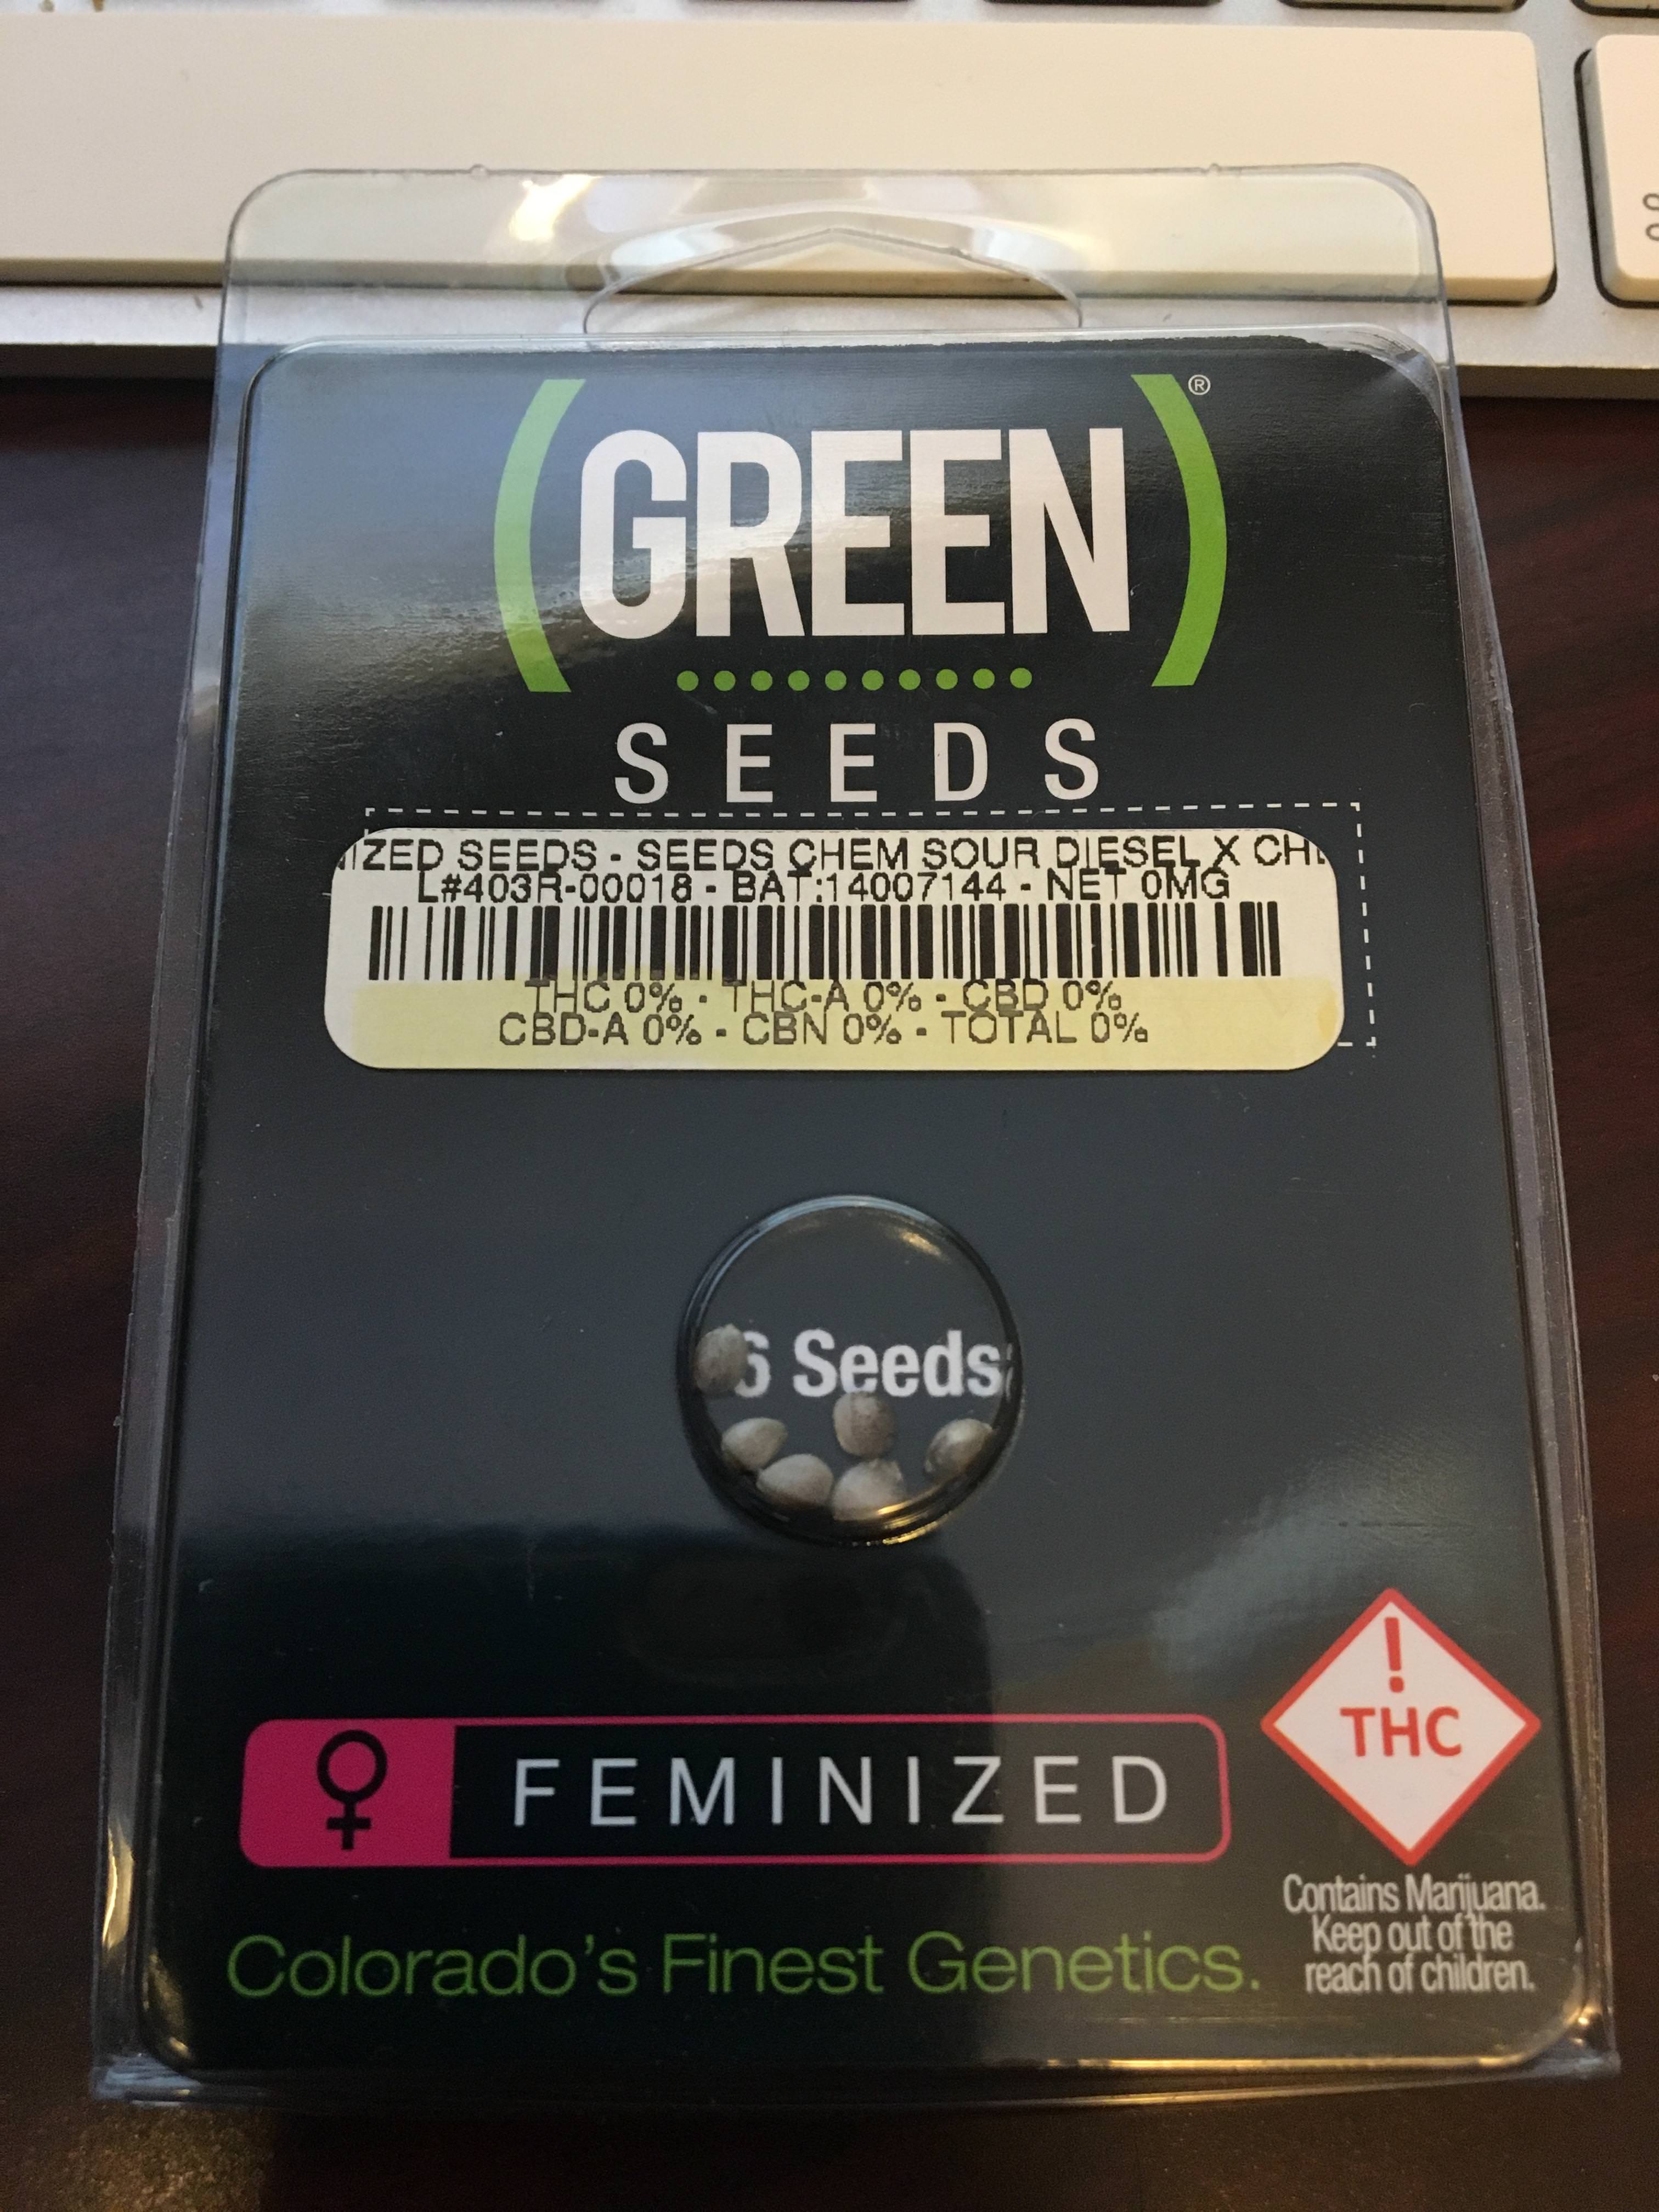 (GREEN)®
SEEDS
IZED SEEDS - SEEDS CHEM SOUR DIESEL X
L#403R-00018 - BAT:14007144 - NET 0MG
THC 0% - THC-A 0% - CBD 0%
CBD-A 0% - CBN 0% - TOTAL 0%
6 Seeds
FEMINIZED
!
THC
Contains Marijuana.
Keep out of the
reach of children.
Colorado's Finest Genetics.